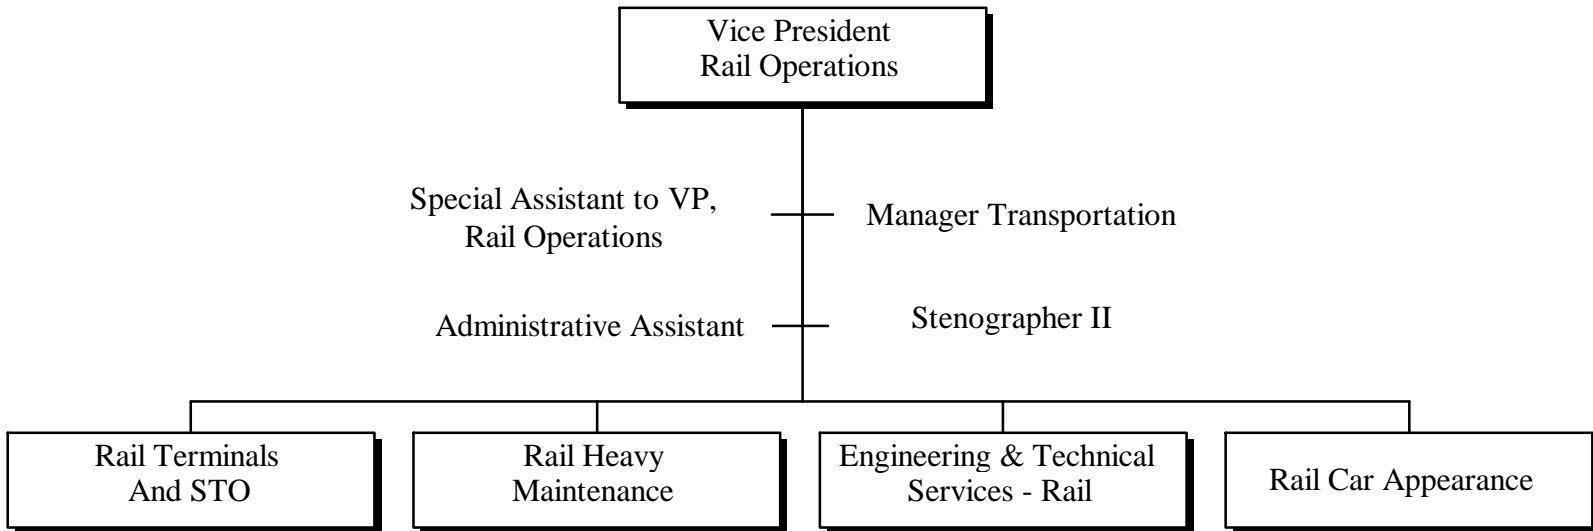 Vice President
Rail Operations
Special Assistant to VP,
Rail Operations
Manager Transportation
Administrative Assistant
Stenographer II
Rail Terminals
And STO
Rail Heavy
Maintenance
Engineering & Technical
Services - Rail
Rail Car Appearance